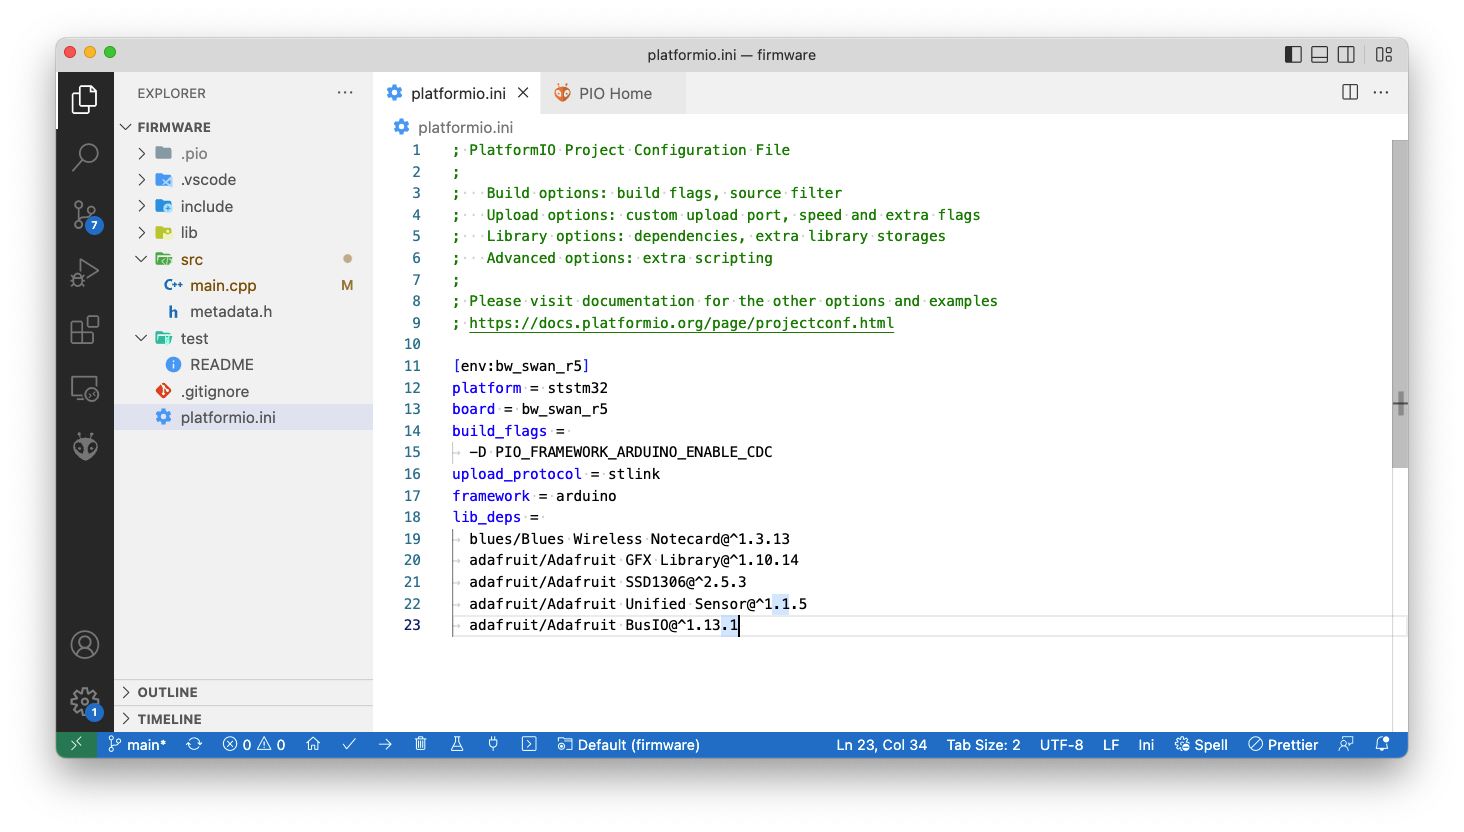 platformio.ini — firmware
EXPLORER
FIRMWARE
.pio
.vscode
include
lib
src
main.cpp M
metadata.h
test
README
.gitignore
platformio.ini
OUTLINE
TIMELINE
7
1
platformio.ini
PIO Home
platformio.ini
1 ; PlatformIO Project Configuration File
2 ;
3 ;   Build options: build flags, source filter
4 ;   Upload options: custom upload port, speed and extra flags
5 ;   Library options: dependencies, extra library storages
6 ;   Advanced options: extra scripting
7 ;
8 ; Please visit documentation for the other options and examples
9 ; https://docs.platformio.org/page/projectconf.html
10
11 [env:bw_swan_r5]
12 platform = ststm32
13 board = bw_swan_r5
14 build_flags =
15   -D PIO_FRAMEWORK_ARDUINO_ENABLE_CDC
16 upload_protocol = stlink
17 framework = arduino
18 lib_deps =
19   blues/Blues Wireless Notecard@^1.3.13
20   adafruit/Adafruit GFX Library@^1.10.14
21   adafruit/Adafruit SSD1306@^2.5.3
22   adafruit/Adafruit Unified Sensor@^1.1.5
23   adafruit/Adafruit BusIO@^1.13.1
main* 0 0 Default (firmware) Ln 23, Col 34 Tab Size: 2 UTF-8 LF Ini Spell Prettier